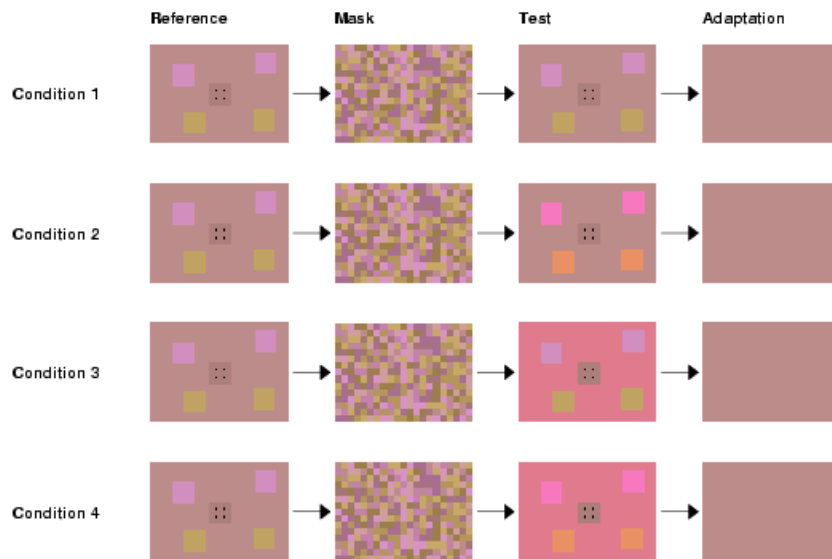 Reference Mask Test Adaptation
Condition 1
Condition 2
Condition 3
Condition 4